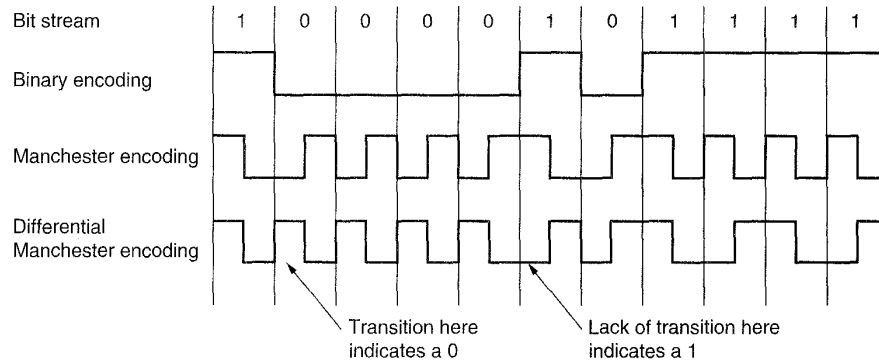 Bit stream 1 0 0 0 0 1 0 1 1 1 1
Binary encoding
Manchester encoding
Differential
Manchester encoding
Transition here
indicates a 0
Lack of transition here
indicates a 1